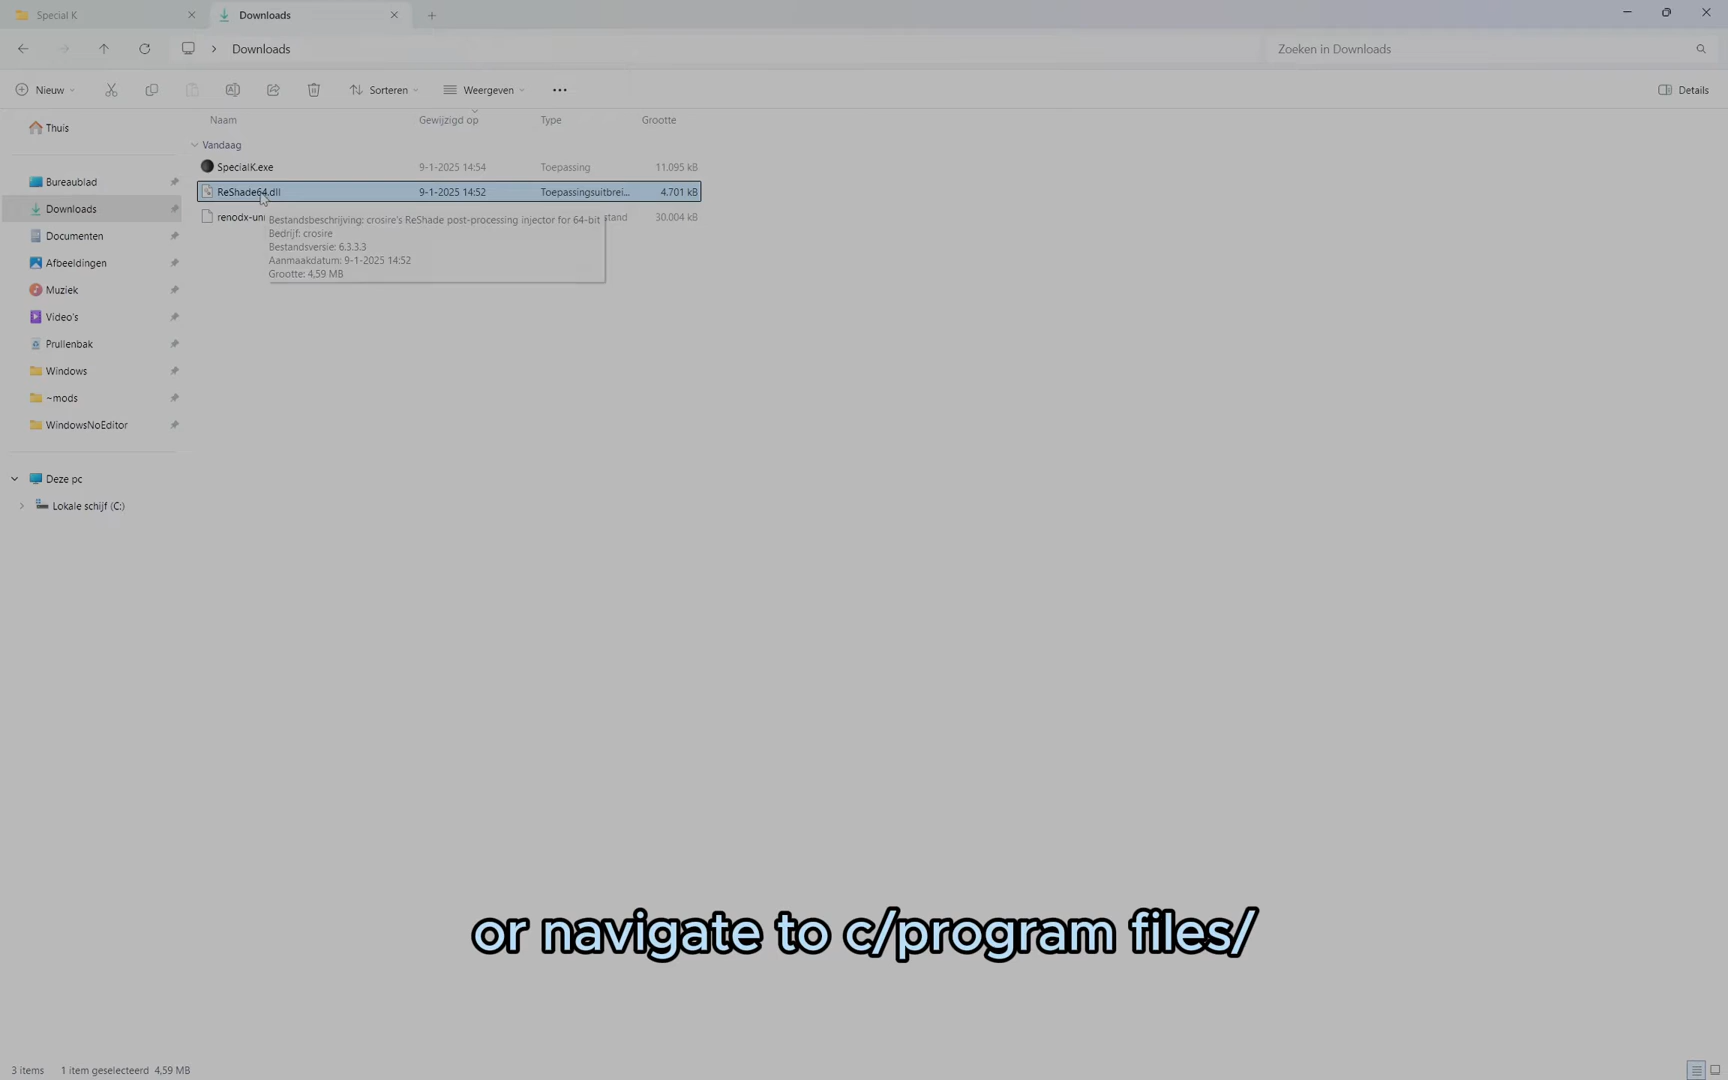 Special K
Downloads
Downloads
Zoeken in Downloads
Nieuw
Sorteren
Weergeven
Details
Naam Gewijzigd op Type Grootte
Thuis
Vandaag
SpecialK.exe 9-1-2025 14:54 Toepassing 11.095 kB
Bureaublad
ReShade64.dll 9-1-2025 14:52 Toepassingsuitbrei... 4.701 kB
Downloads
renodx-un stand 30.004 kB
Bestandsbeschrijving: crosire's ReShade post-processing injector for 64-bit
Bedrijf: crosire
Bestandsversie: 6.3.3.3
Aanmaakdatum: 9-1-2025 14:52
Grootte: 4,59 MB
Documenten
Afbeeldingen
Muziek
Video's
Prullenbak
Windows
~mods
WindowsNoEditor
Deze pc
Lokale schijf (C:)
or navigate to c/program files/
3 items 1 item geselecteerd 4,59 MB